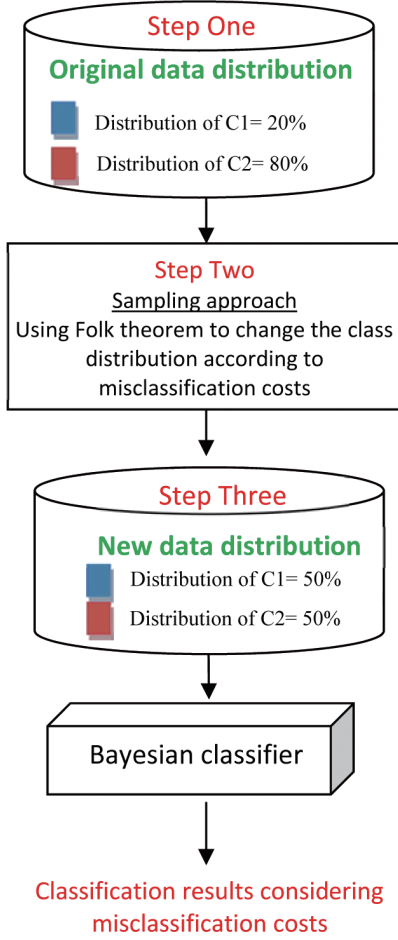 Step One
Original data distribution
Distribution of C1= 20%
Distribution of C2= 80%
Step Two
Sampling approach
Using Folk theorem to change the class
distribution according to
misclassification costs
Step Three
New data distribution
Distribution of C1= 50%
Distribution of C2= 50%
Bayesian classifier
Classification results considering
misclassification costs